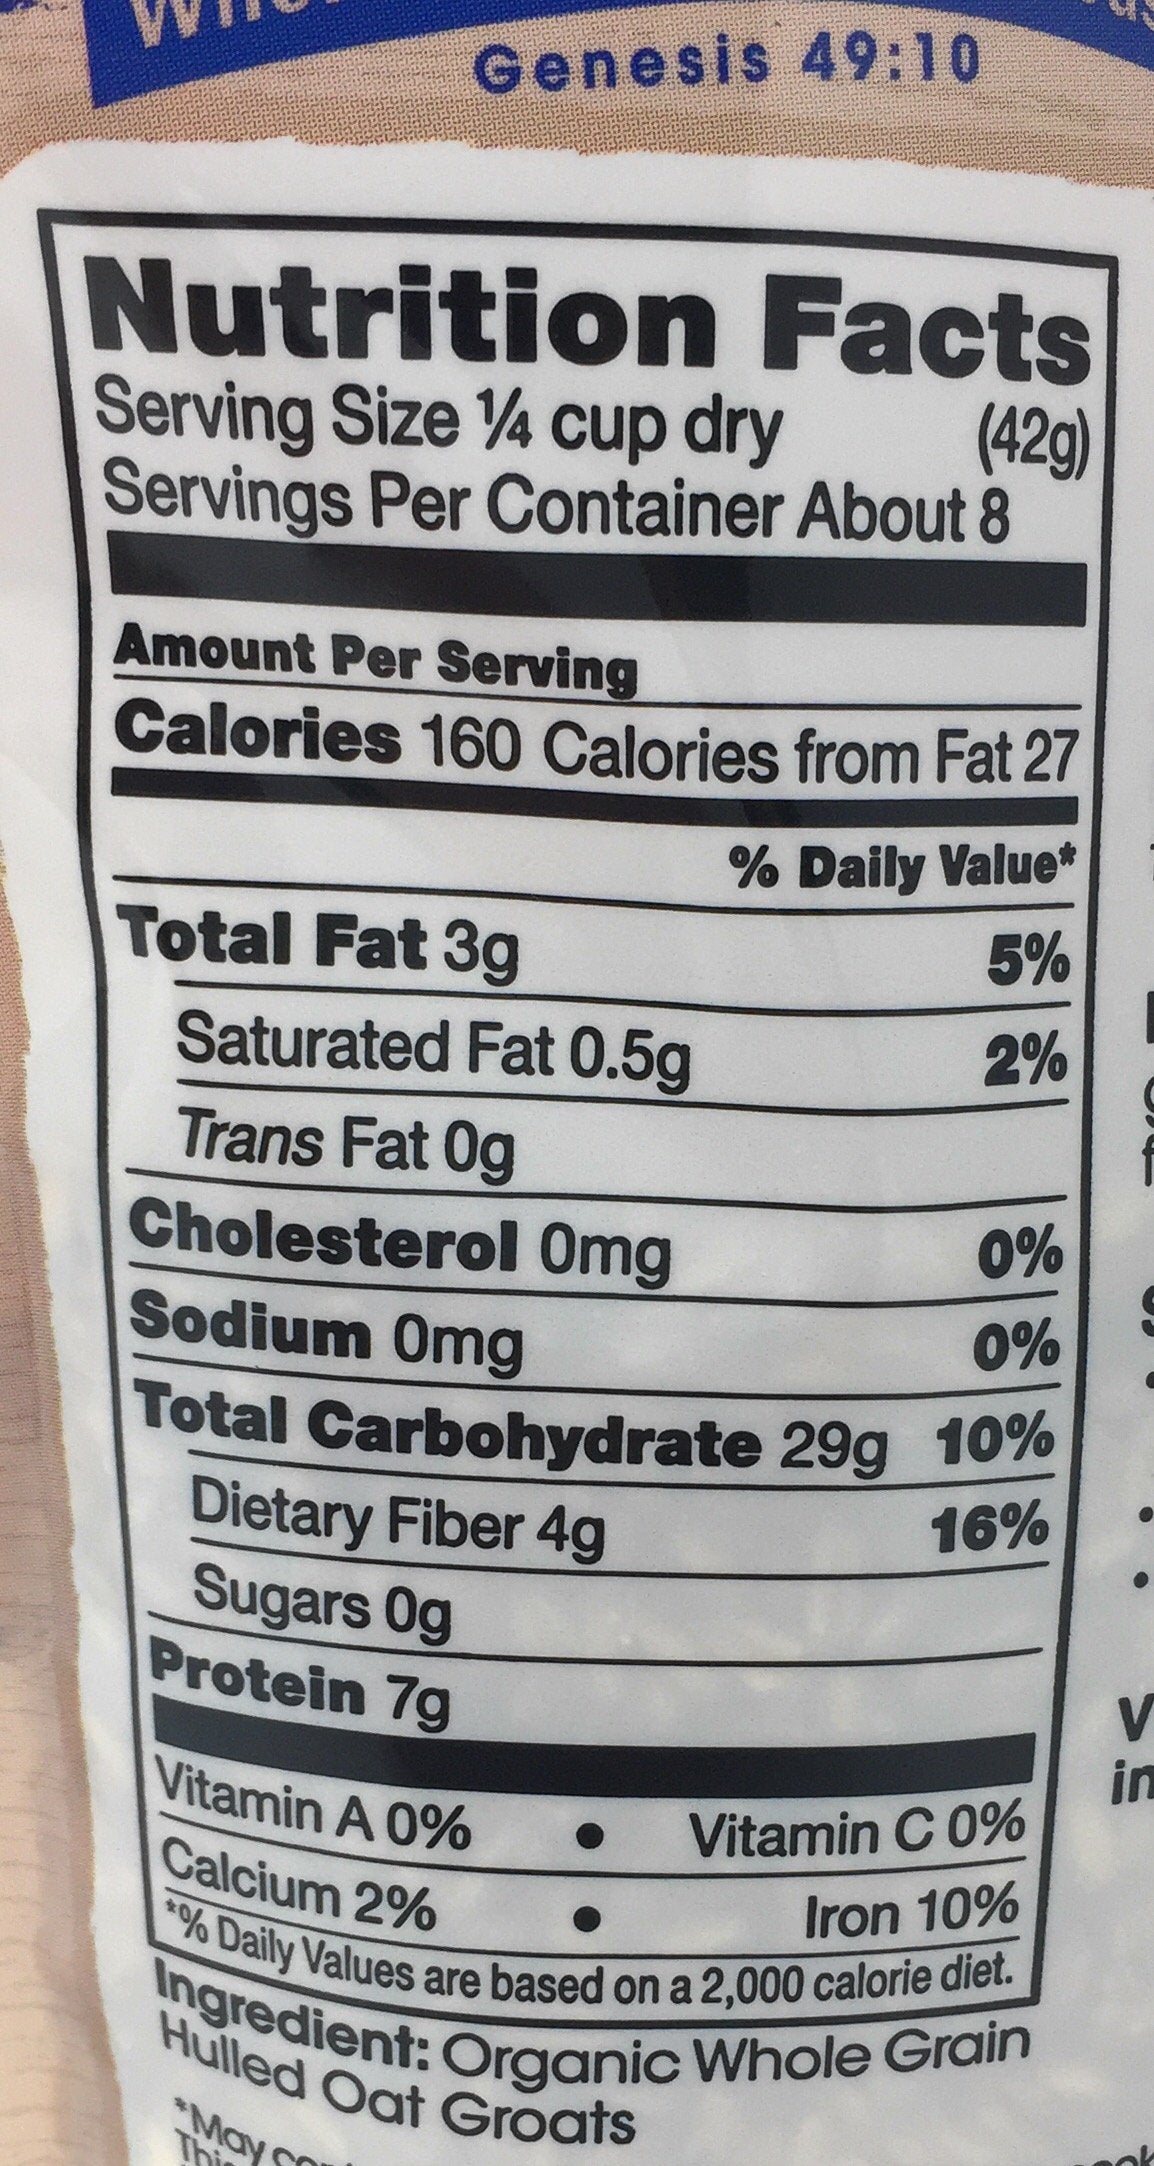 Genesis 49:10
Nutrition Facts
Serving Size ¼ cup dry (42g)
Servings Per Container About 8
Amount Per Serving
Calories 160 Calories from Fat 27
% Daily Value*
Total Fat 3g 5%
Saturated Fat 0.5g 2%
Trans Fat 0g
Cholesterol 0mg 0%
Sodium 0mg 0%
Total Carbohydrate 29g 10%
Dietary Fiber 4g 16%
Sugars 0g
Protein 7g
Vitamin A 0% • Vitamin C 0%
Calcium 2% • Iron 10%
*% Daily Values are based on a 2,000 calorie diet.
Ingredient: Organic Whole Grain
Hulled Oat Groats
*May